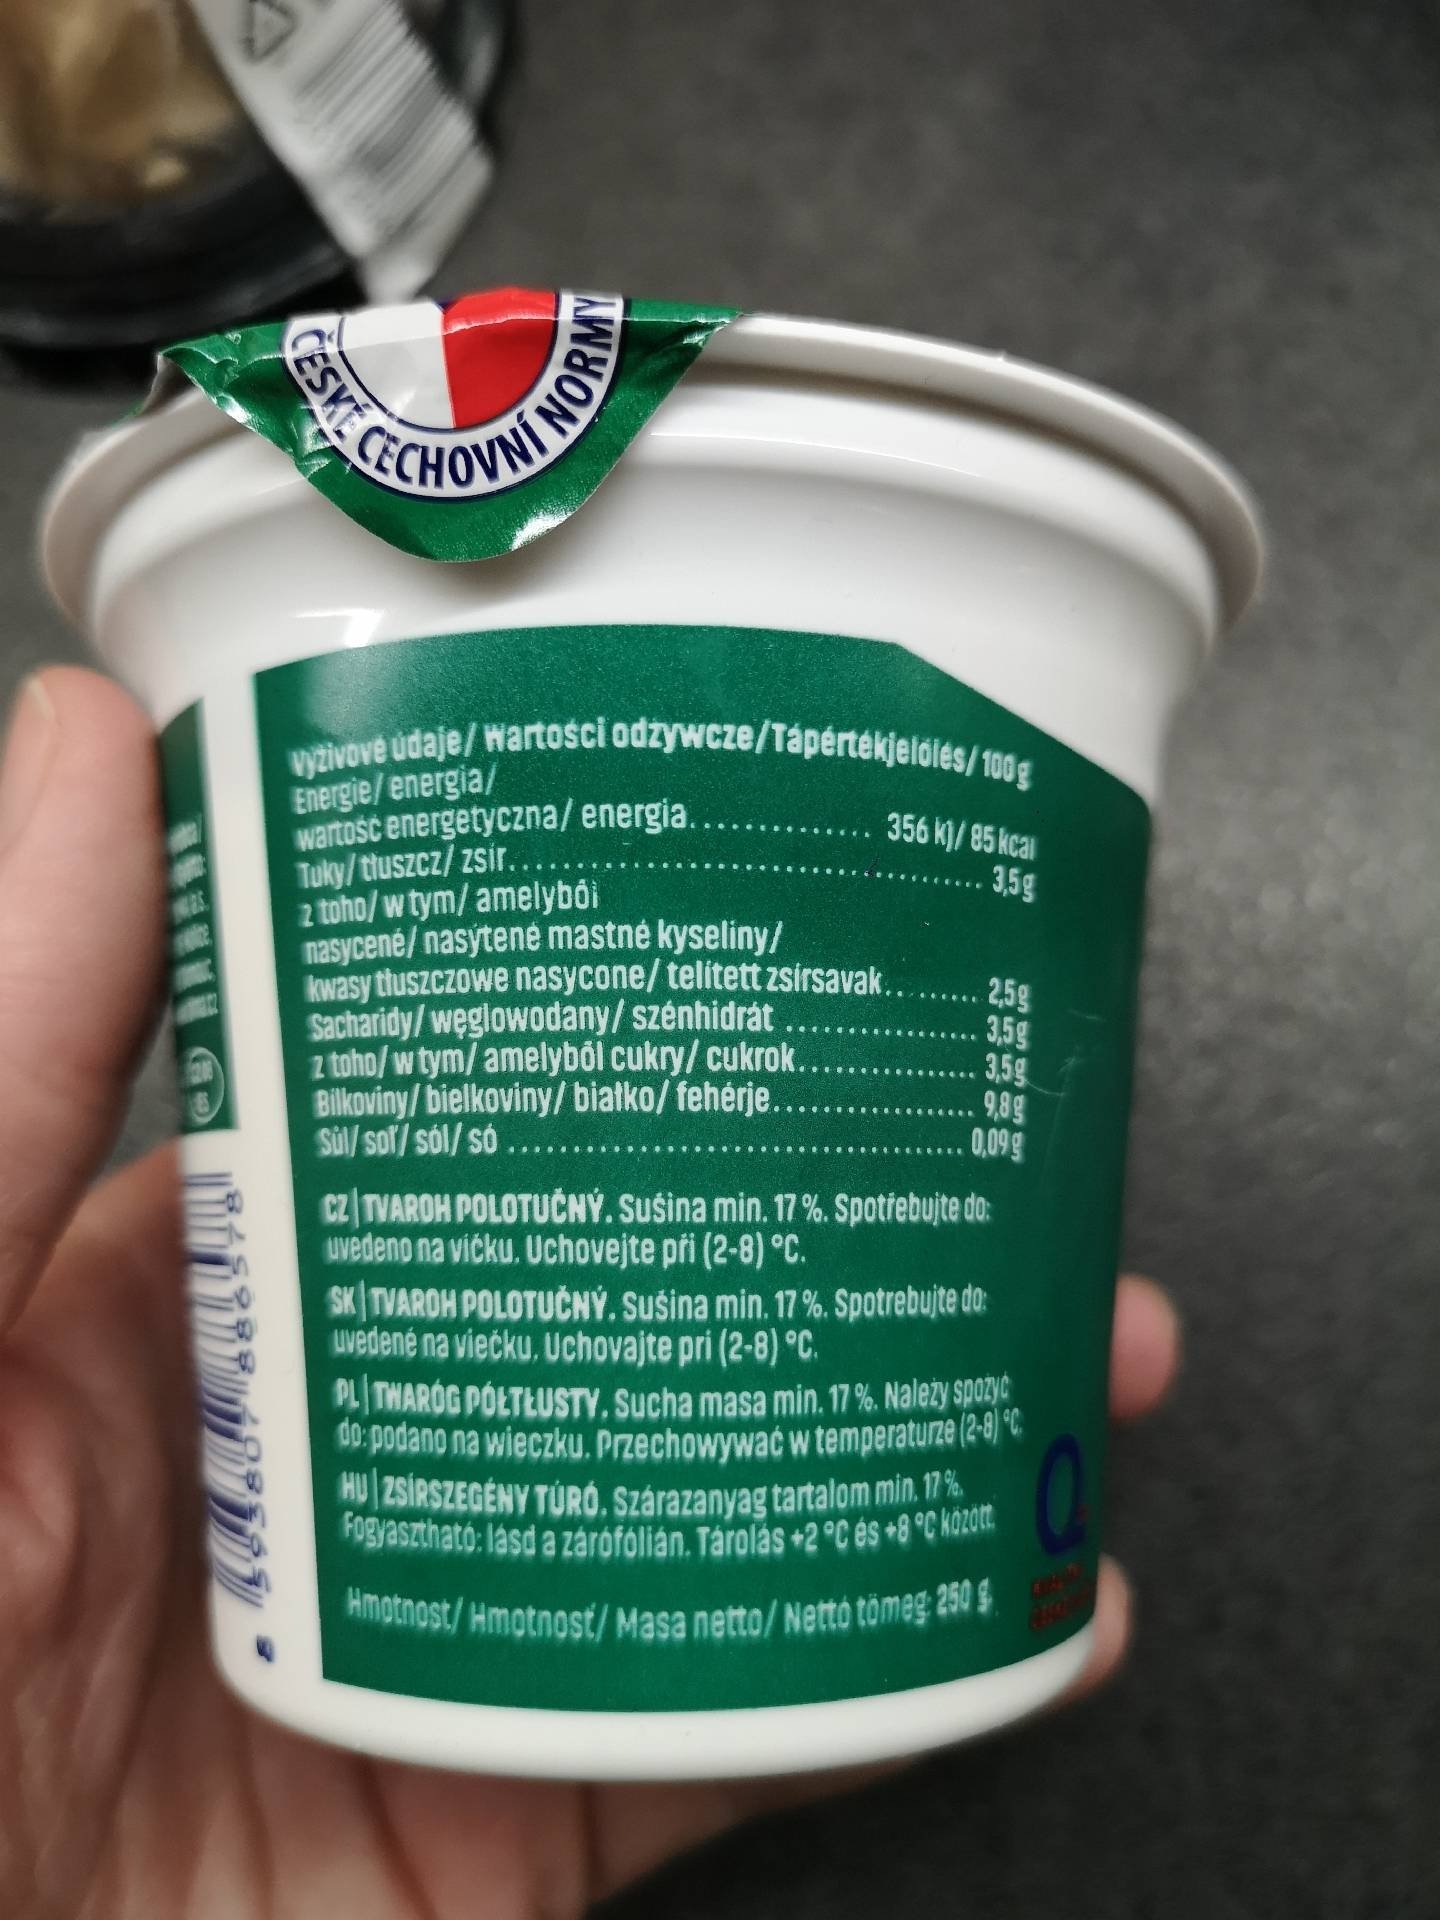 ČESKÉ CECHOVNÍ NORMY
Výživové údaje/ Wartości odżywcze/Tápértékjelölés/ 100 g
Energie/ energia/
wartość energetyczna/ energia.............. 356 kJ/ 85 kcal
Tuky/ tłuszcz/ zsír.................................... 3,5 g
z toho/ w tym/ amelyből
nasycené/ nasýtené mastné kyseliny/
kwasy tłuszczowe nasycone/ telített zsírsavak......... 2,5 g
Sacharidy/ węglowodany/ szénhidrát ................ 3,5 g
z toho/ w tym/ amelyből cukry/ cukrok............... 3,5 g
Bílkoviny/ bielkoviny/ białko/ fehérje................. 9,8 g
Sůl/ soľ/ sól/ só ..................................... 0,09 g
CZ | TVAROH POLOTUČNÝ. Sušina min. 17 %. Spotřebujte do:
uvedeno na víčku. Uchovejte při (2-8) °C.
SK | TVAROH POLOTUČNÝ. Sušina min. 17 %. Spotrebujte do:
uvedené na viečku. Uchovajte pri (2-8) °C.
PL | TWARÓG PÓŁTŁUSTY. Sucha masa min. 17 %. Należy spożyć
do: podano na wieczku. Przechowywać w temperaturze (2-8) °C.
HU | ZSÍRSZEGÉNY TÚRÓ. Szárazanyag tartalom min. 17 %.
Fogyasztható: lásd a zárófólián. Tárolás +2 °C és +8 °C között.
Hmotnost/ Hmotnosť/ Masa netto/ Nettó tömeg: 250 g
5938078865 78
Q